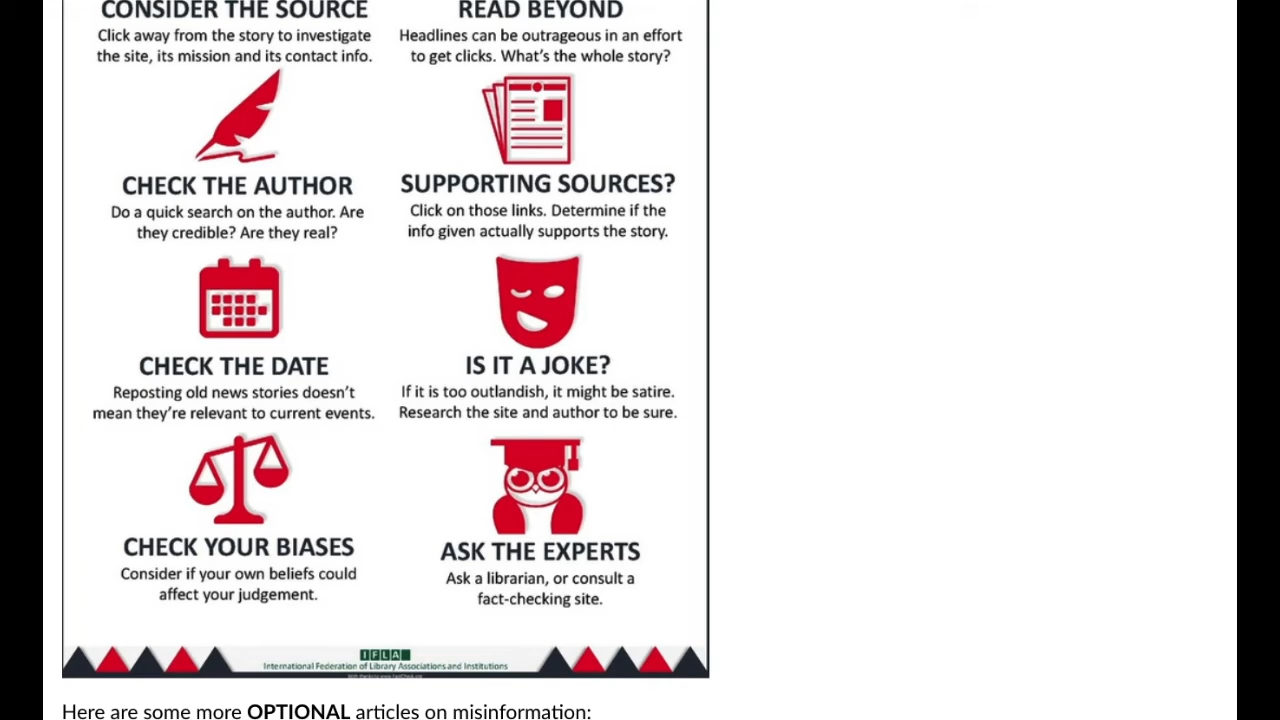 CONSIDER THE SOURCE
Click away from the story to investigate
the site, its mission and its contact info.
READ BEYOND
Headlines can be outrageous in an effort
to get clicks. What's the whole story?
CHECK THE AUTHOR
Do a quick search on the author. Are
they credible? Are they real?
SUPPORTING SOURCES?
Click on those links. Determine if the
info given actually supports the story.
CHECK THE DATE
Reposting old news stories doesn't
mean they're relevant to current events.
IS IT A JOKE?
If it is too outlandish, it might be satire.
Research the site and author to be sure.
CHECK YOUR BIASES
Consider if your own beliefs could
affect your judgement.
ASK THE EXPERTS
Ask a librarian, or consult a
fact-checking site.
IFLA
International Federation of Library Associations and Institutions
With thanks to www.FactCheck.org
Here are some more OPTIONAL articles on misinformation: